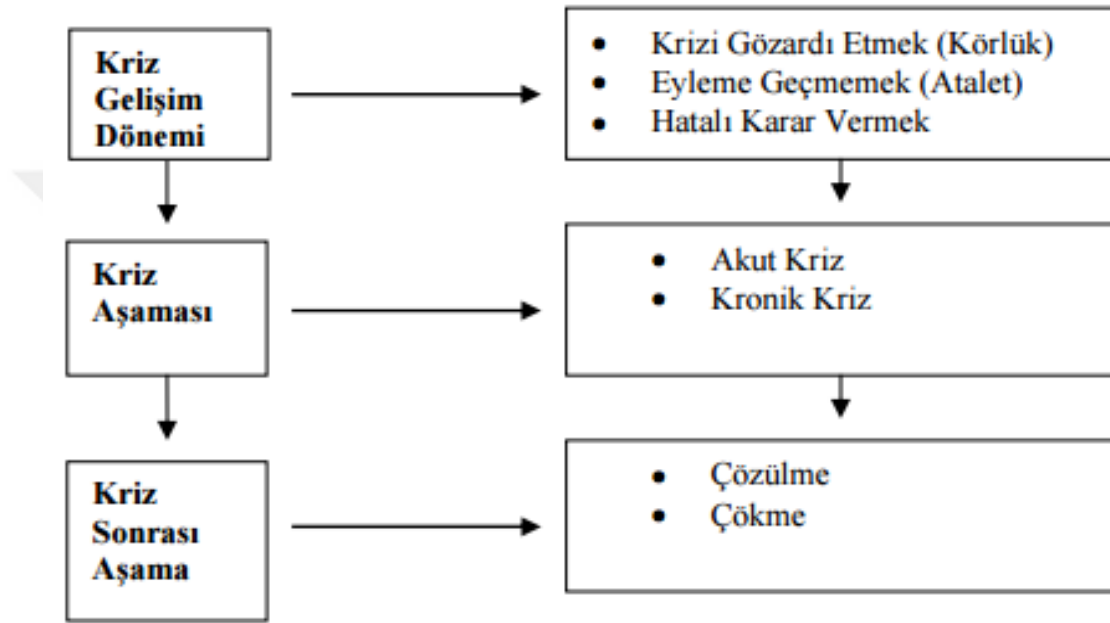 Kriz
Gelişim
Dönemi
• Krizi Gözardı Etmek (Körlük)
• Eyleme Geçmemek (Atalet)
• Hatalı Karar Vermek
Kriz
Aşaması
• Akut Kriz
• Kronik Kriz
Kriz
Sonrası
Aşama
• Çözülme
• Çökme